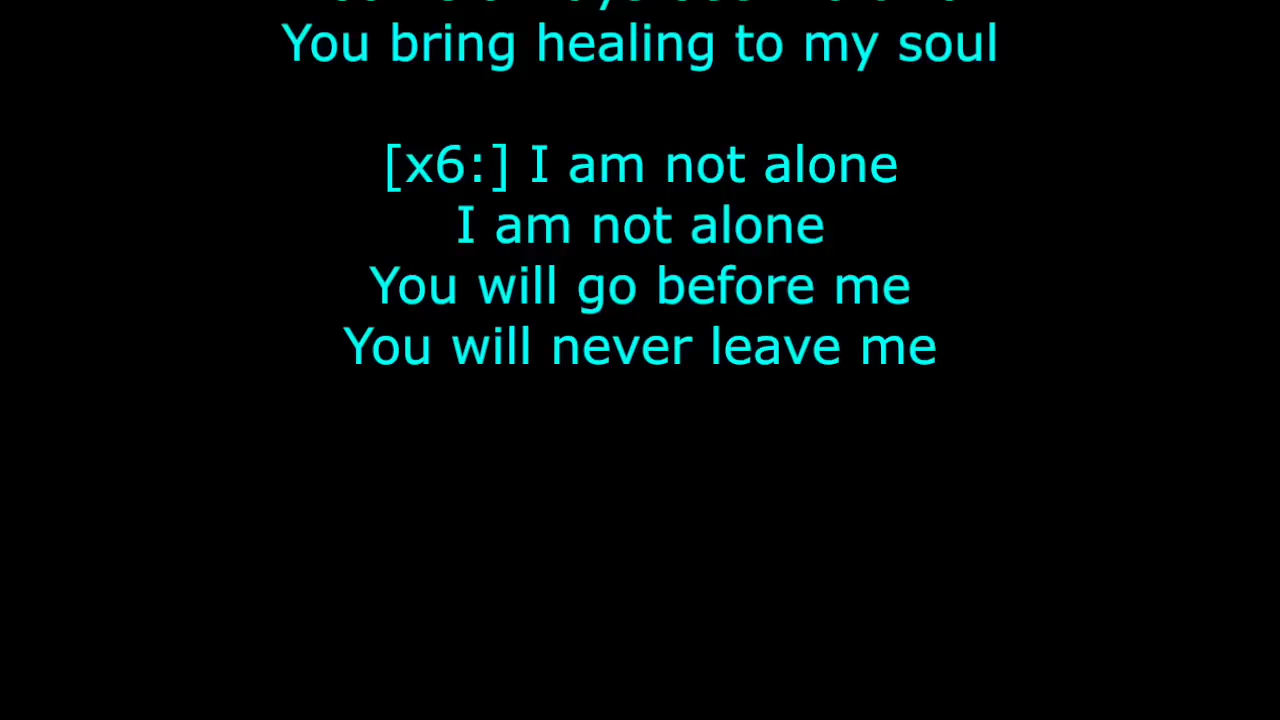 You bring healing to my soul
[x6:] I am not alone
I am not alone
You will go before me
You will never leave me